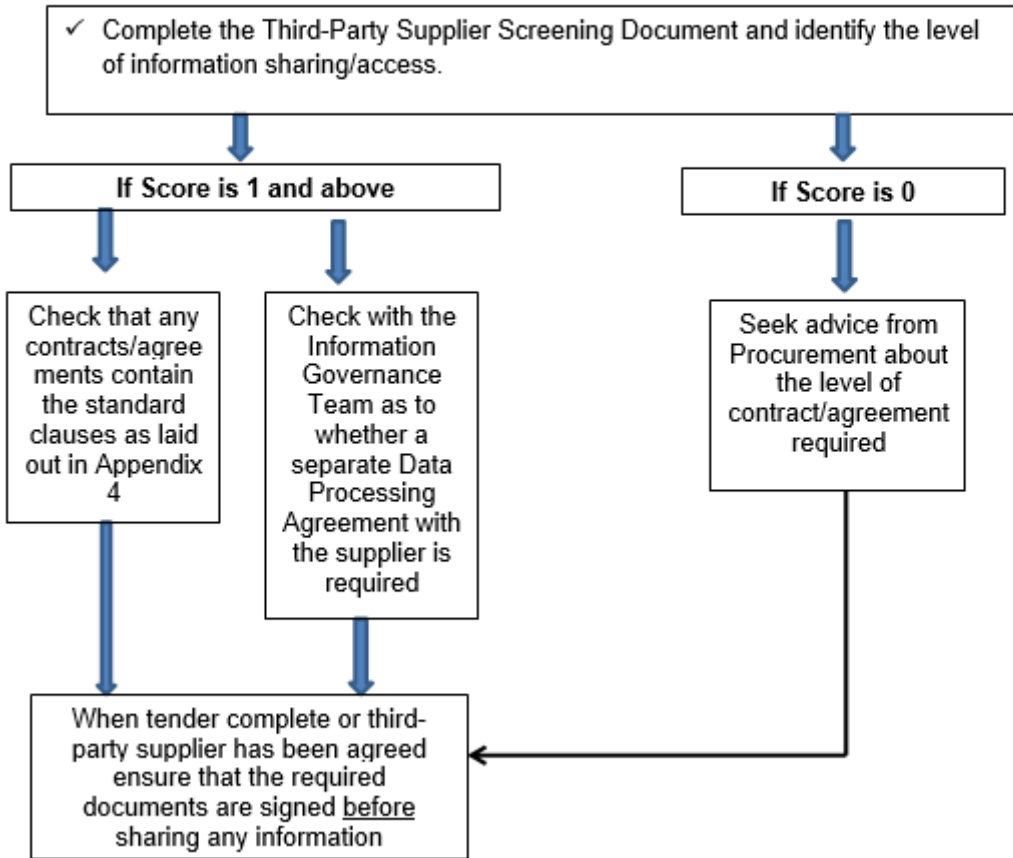 ✓ Complete the Third-Party Supplier Screening Document and identify the level
of information sharing/access.
If Score is 1 and above
If Score is 0
Check that any
contracts/agree
ments contain
the standard
clauses as laid
out in Appendix
4
Check with the
Information
Governance
Team as to
whether a
separate Data
Processing
Agreement with
the supplier is
required
Seek advice from
Procurement about
the level of
contract/agreement
required
When tender complete or third-
party supplier has been agreed
ensure that the required
documents are signed before
sharing any information